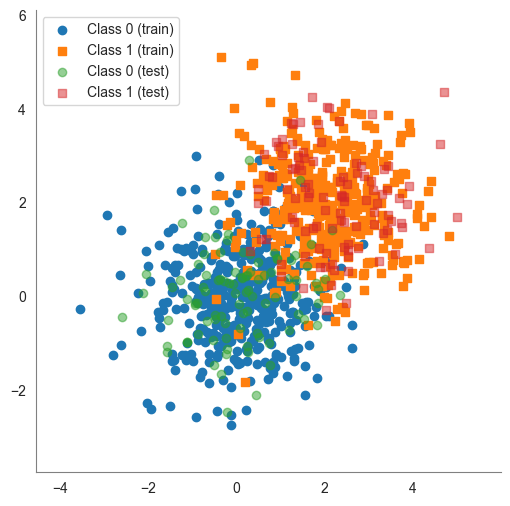 6
4
2
0
−2
−4
−2
0
2
4
Class 0 (train)
Class 1 (train)
Class 0 (test)
Class 1 (test)